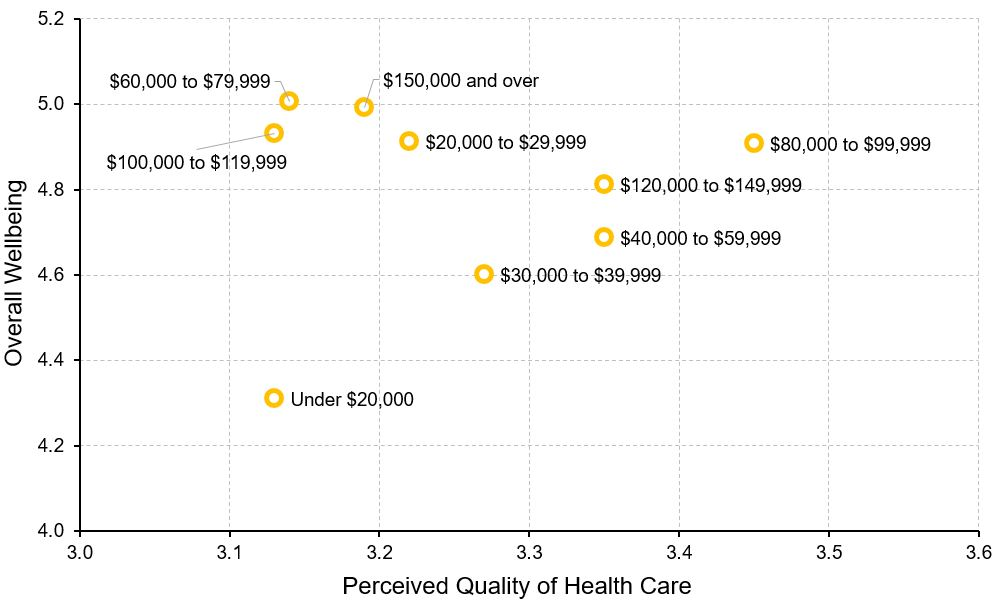 5.2
5.0
4.8
4.6
4.4
4.2
4.0
3.0
3.1
3.2
3.3
3.4
3.5
3.6
Overall Wellbeing
Perceived Quality of Health Care
$60,000 to $79,999
$150,000 and over
$100,000 to $119,999
$20,000 to $29,999
$80,000 to $99,999
$120,000 to $149,999
$40,000 to $59,999
$30,000 to $39,999
Under $20,000